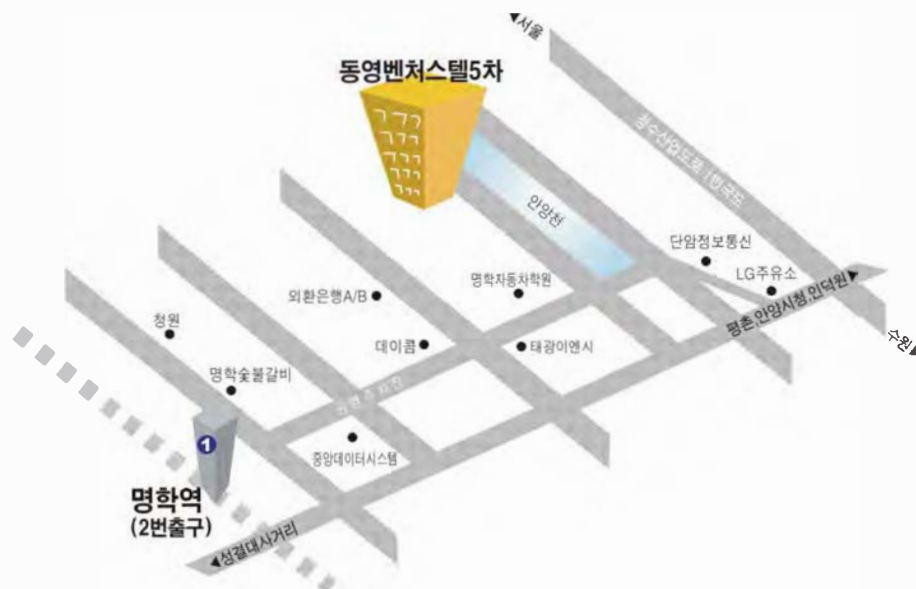 서울
동영벤처스텔5차
경수산업도로 1번국도
안양천
단암정보통신
LG주유소
명학자동차학원
외환은행A/B
청원
데이콤
태광이엔시
평촌,안양시청,인덕원
수원
명학숯불갈비
1
중앙데이터시스템
명학역
(2번출구)
성결대사거리